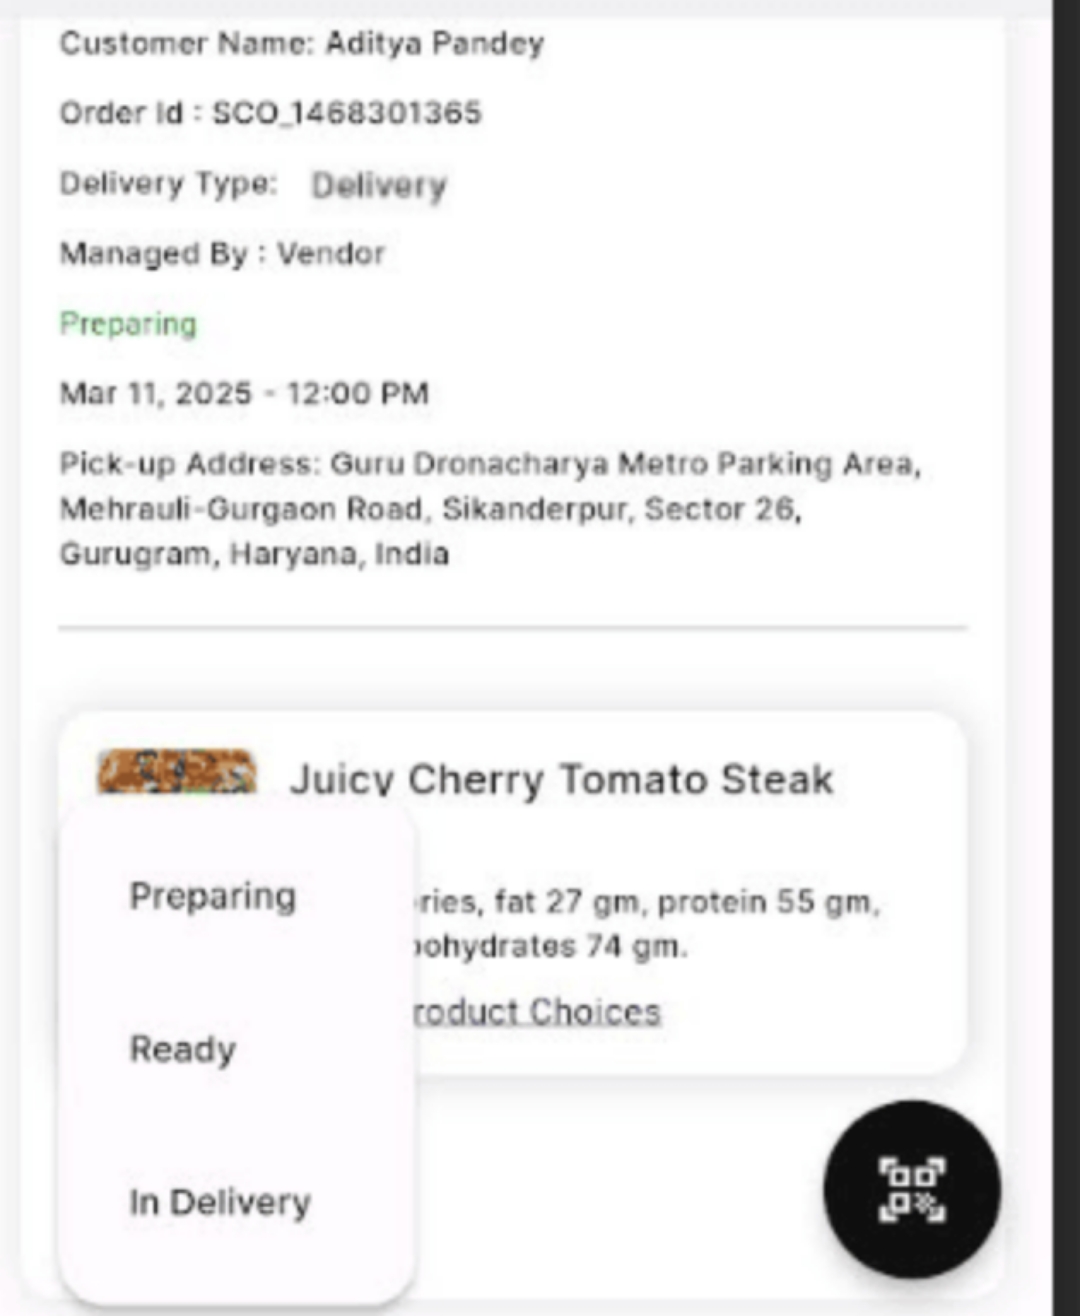 Customer Name: Aditya Pandey
Order Id : SCO_1468301365
Delivery Type: Delivery
Managed By : Vendor
Preparing
Mar 11, 2025 - 12:00 PM
Pick-up Address: Guru Dronacharya Metro Parking Area,
Mehrauli-Gurgaon Road, Sikanderpur, Sector 26,
Gurugram, Haryana, India
Juicy Cherry Tomato Steak
Preparing
ries, fat 27 gm, protein 55 gm,
ohydrates 74 gm.
roduct Choices
Ready
In Delivery